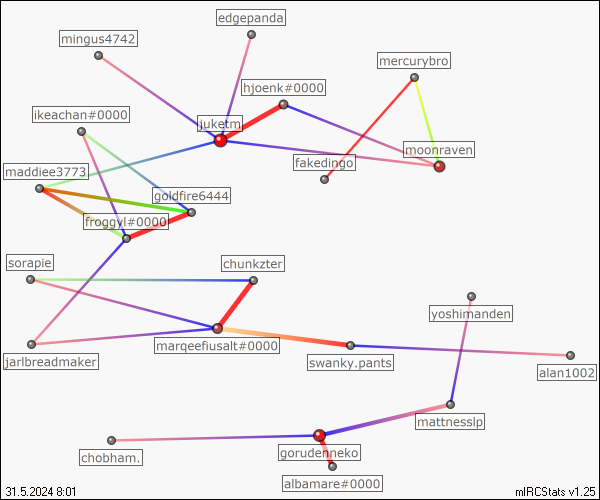 edgepanda
mingus4742
mercurybro
hjoenk#0000
ikeachan#0000
juketm
moonraven
fakedingo
maddiee3773
goldfire6444
froggyl#0000
sorapie
chunkzter
yoshimanden
marqeefiusalt#0000
jarlbreadmaker
swanky.pants
alan1002
mattnesslp
gorudenneko
chobham.
albamare#0000
31.5.2024 8:01
mIRCStats v1.25